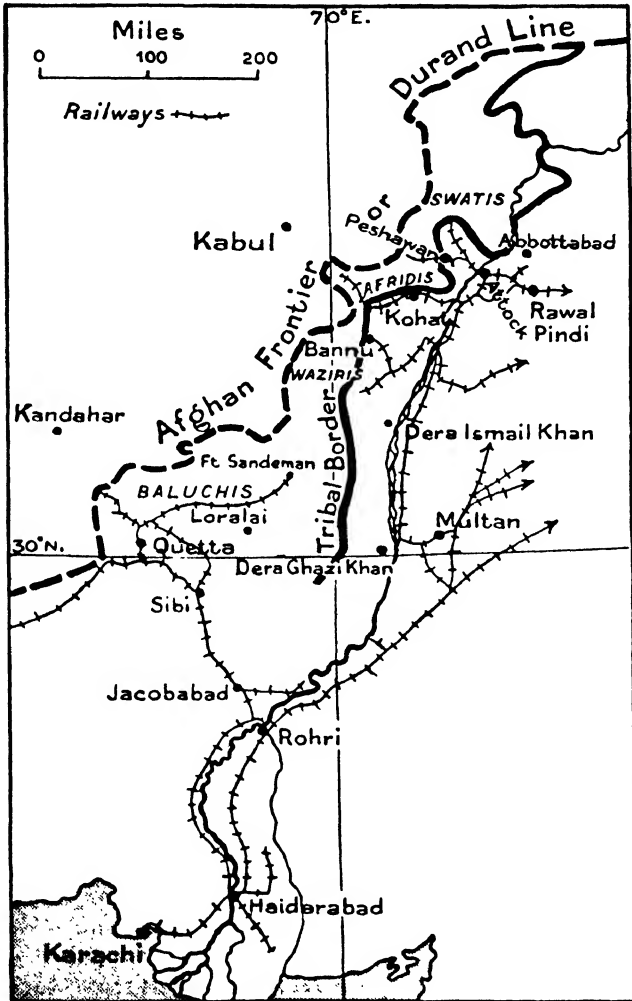 70°E.
Miles
0 100 200
Railways
Durand Line
or
Afghan Frontier
SWATIS
Peshawar
Abbottabad
Kabul
AFRIDIS
Attock
Kohat
Rawal
Pindi
Bannu
WAZIRIS
Tribal-Border
Kandahar
Dera Ismail Khan
Ft Sandeman
BALUCHIS
Loralai
Multan
30°N.
Quetta
Dera Ghazi Khan
Sibi
Jacobabad
Rohri
Haidarabad
Karachi